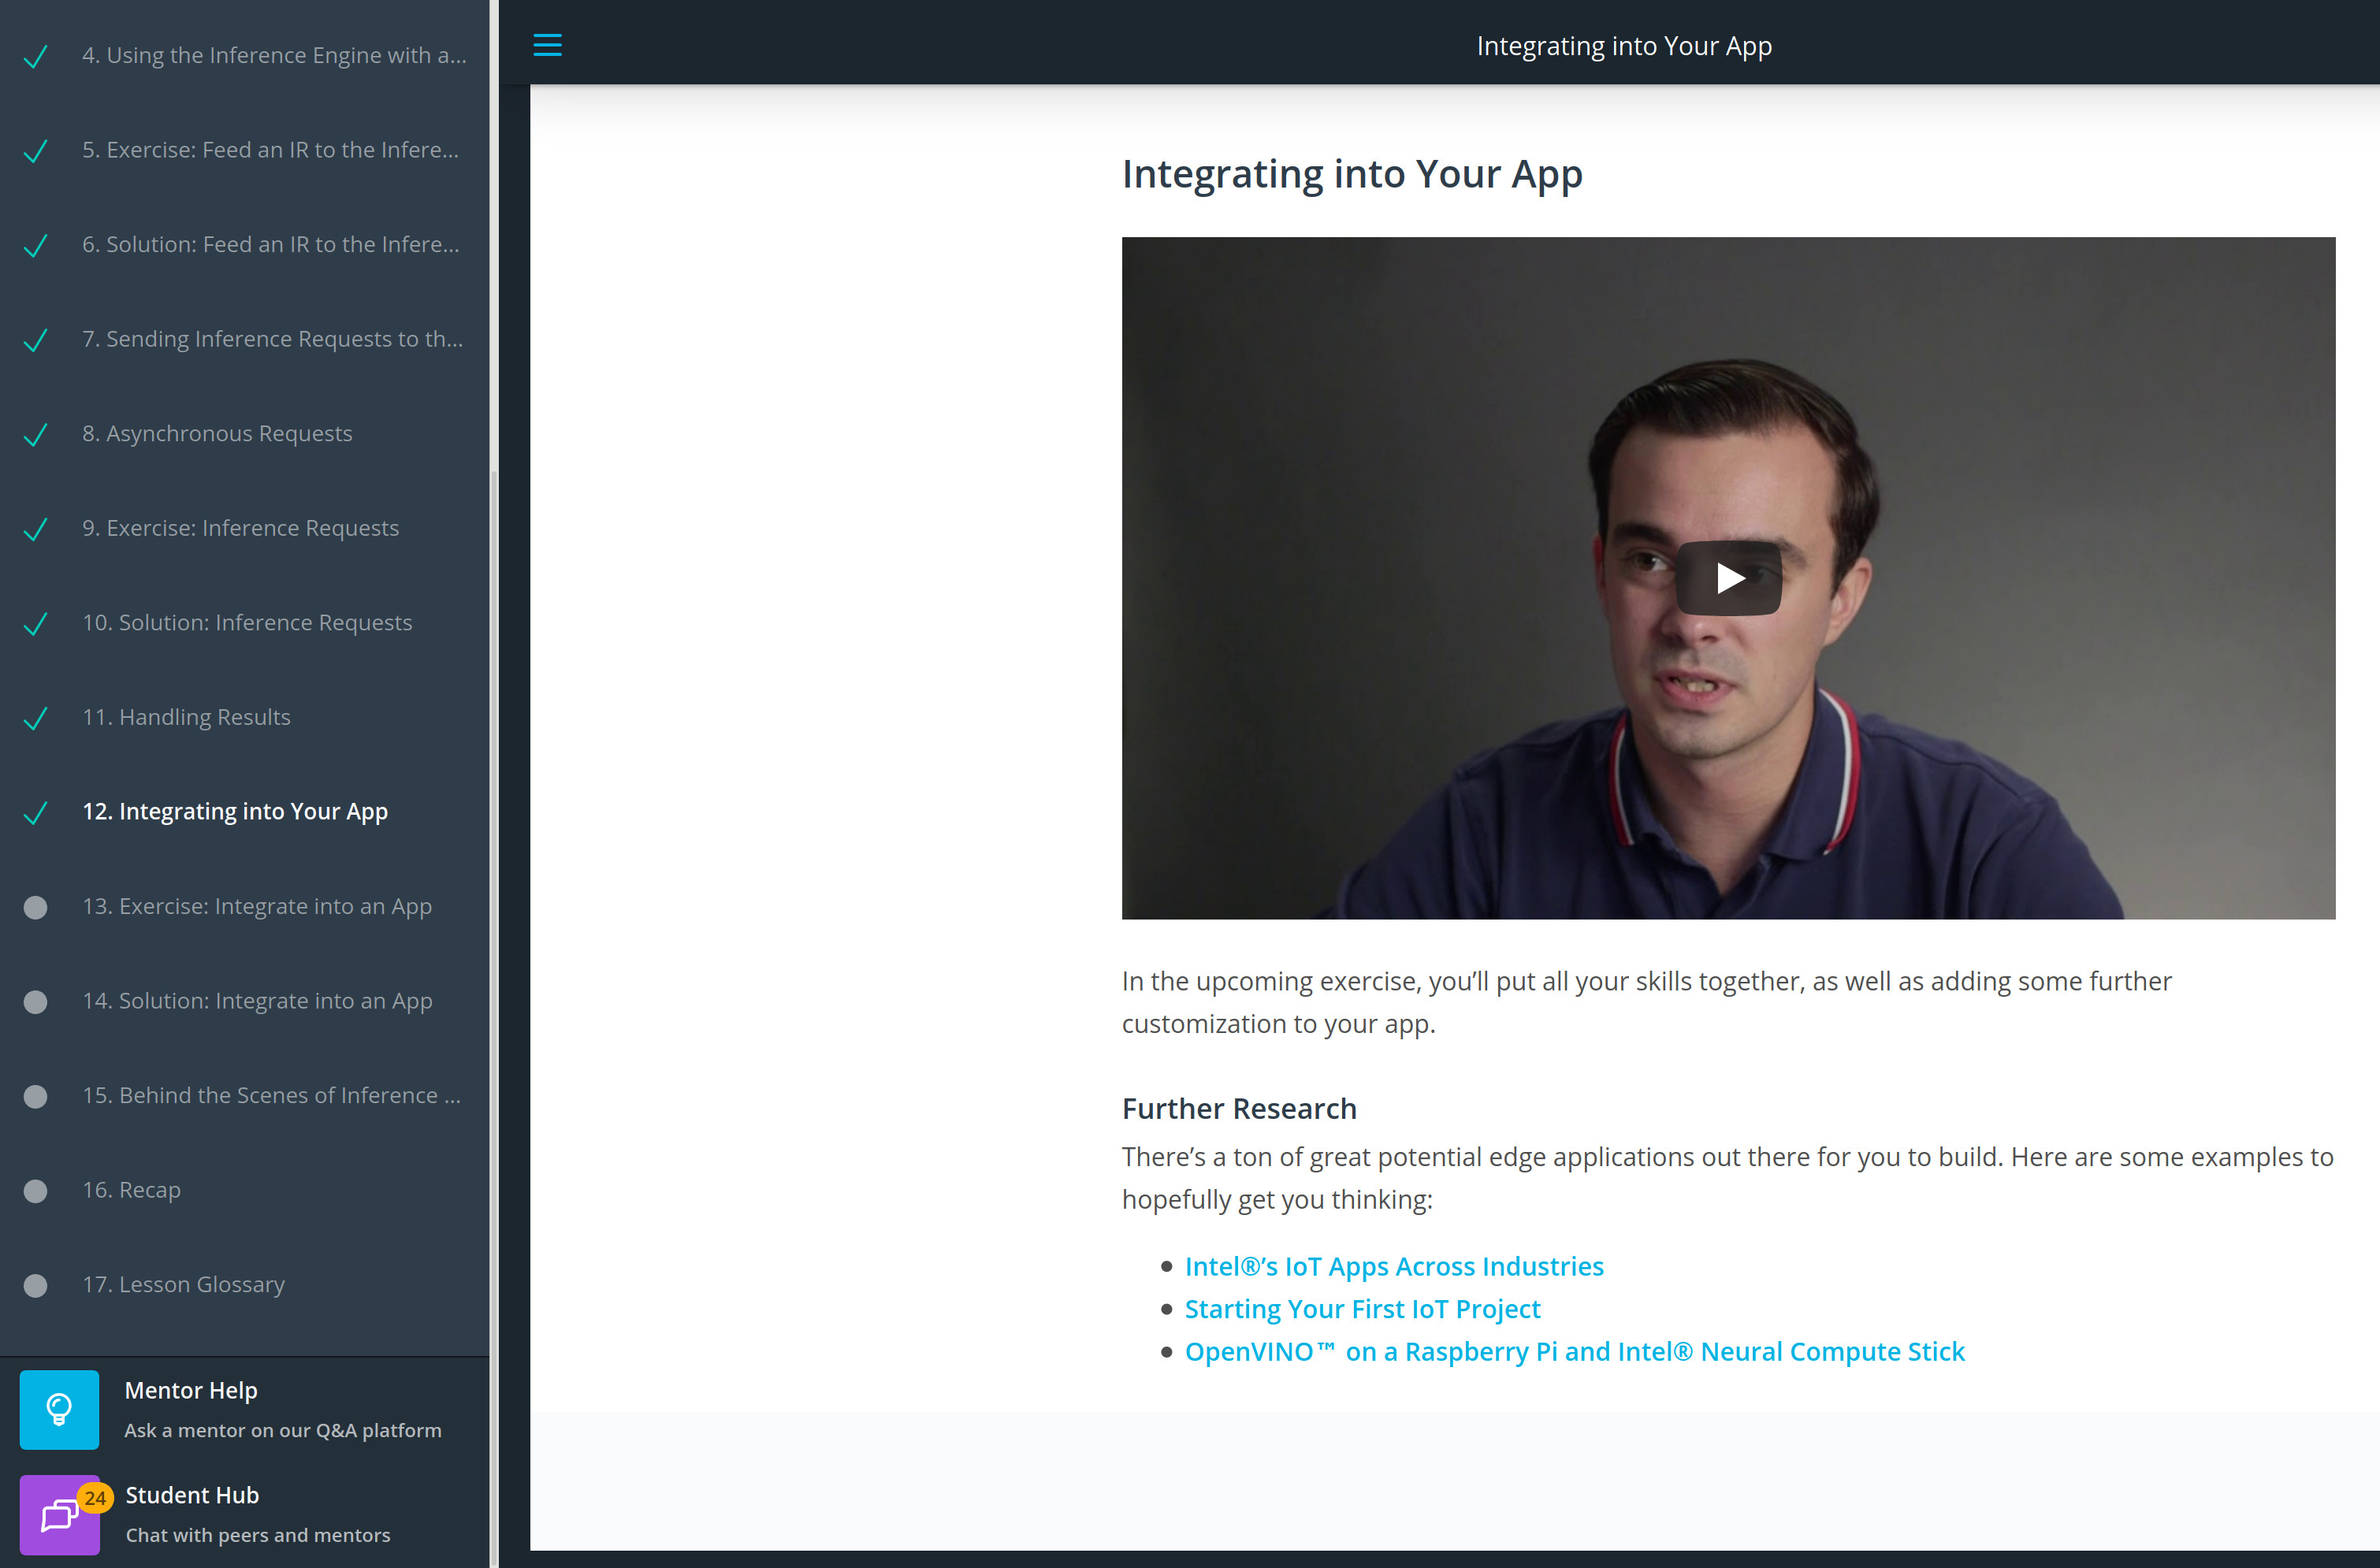 4. Using the Inference Engine with a...
5. Exercise: Feed an IR to the Infere...
6. Solution: Feed an IR to the Infere...
7. Sending Inference Requests to th...
8. Asynchronous Requests
9. Exercise: Inference Requests
10. Solution: Inference Requests
11. Handling Results
12. Integrating into Your App
13. Exercise: Integrate into an App
14. Solution: Integrate into an App
15. Behind the Scenes of Inference ...
16. Recap
17. Lesson Glossary
Mentor Help
Ask a mentor on our Q&A platform
24
Student Hub
Chat with peers and mentors
Integrating into Your App
Integrating into Your App
In the upcoming exercise, you’ll put all your skills together, as well as adding some further
customization to your app.
Further Research
There’s a ton of great potential edge applications out there for you to build. Here are some examples to
hopefully get you thinking:
• Intel®’s IoT Apps Across Industries
• Starting Your First IoT Project
• OpenVINO™ on a Raspberry Pi and Intel® Neural Compute Stick